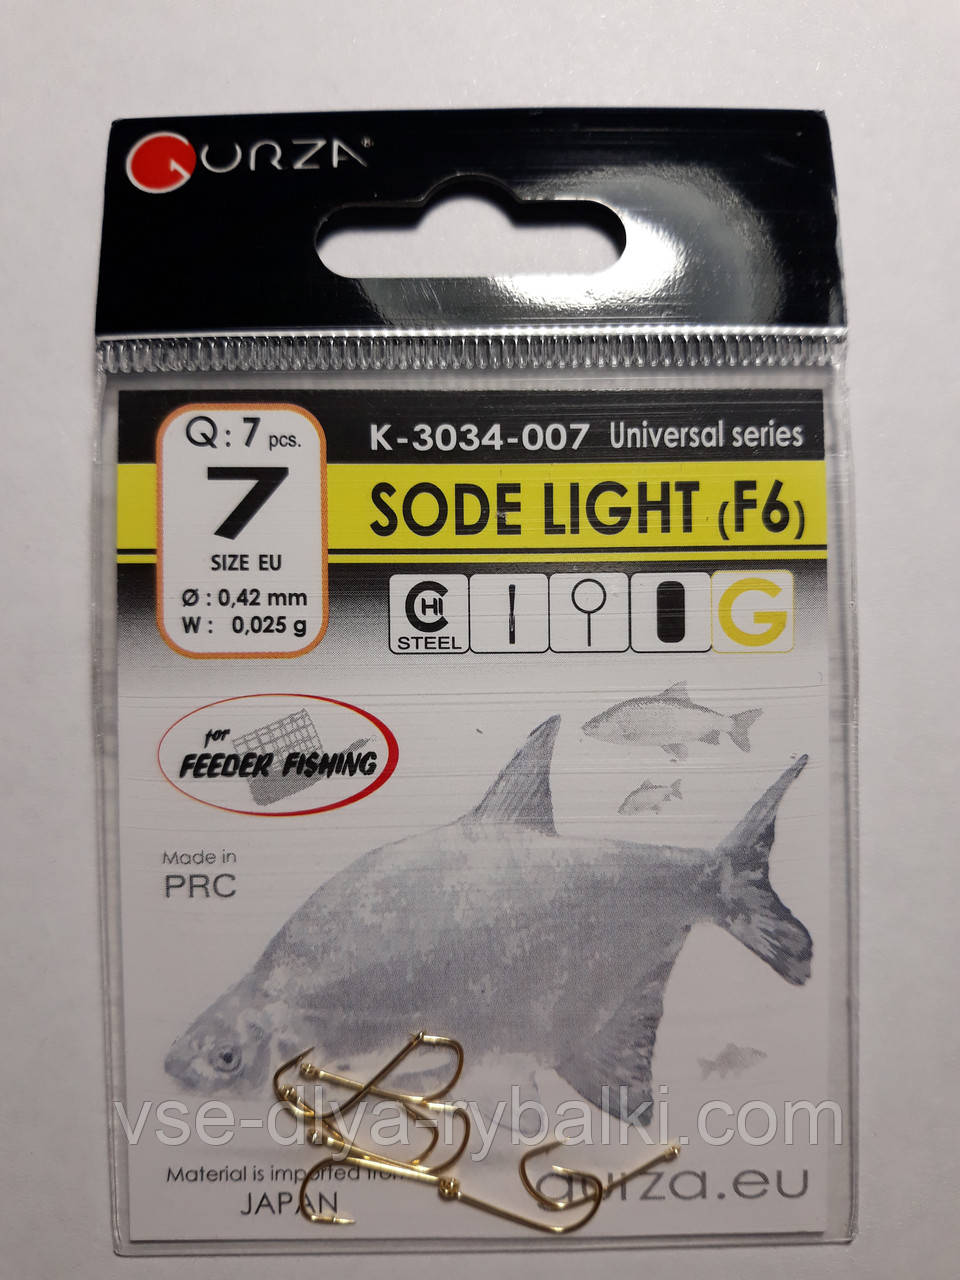 GURZA®
Q: 7 pcs.
7
SIZE EU
Ø : 0,42 mm
W : 0,025 g
K-3034-007 Universal series
SODE LIGHT (F6)
CHI
STEEL
G
for
FEEDER FISHING
Made in
PRC
vse-dlya-rybalki.com
Material is imported from
JAPAN
gurza.eu